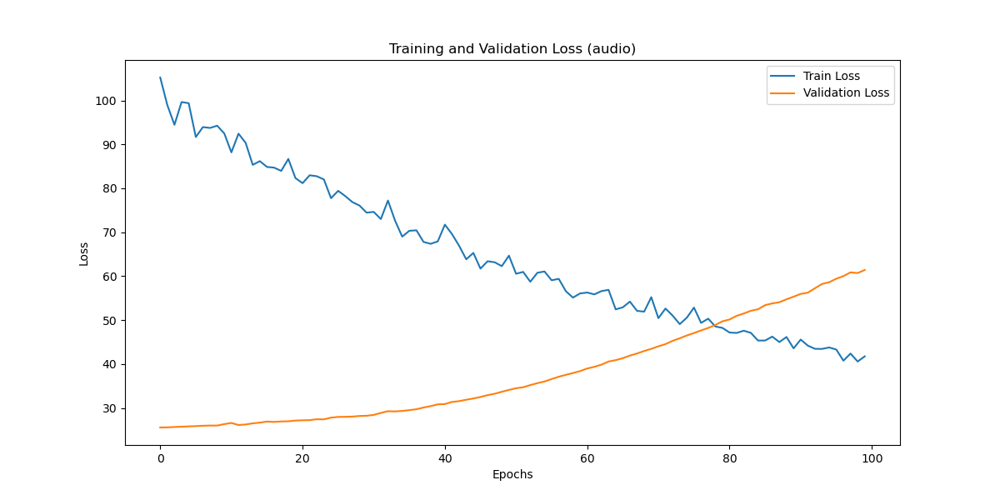 Training and Validation Loss (audio)
Train Loss
Validation Loss
100
90
80
70
60
50
40
30
Loss
0 20 40 60 80 100
Epochs